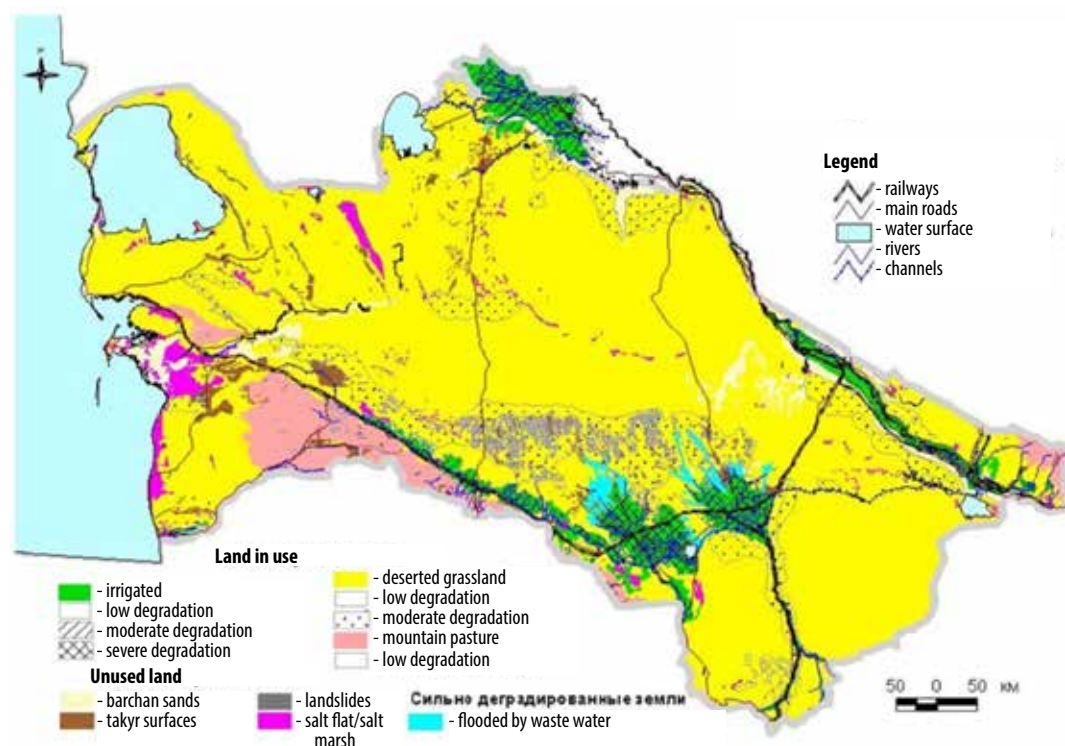 Legend
- railways
- main roads
- water surface
- rivers
- channels
Land in use
- irrigated
- low degradation
- moderate degradation
- severe degradation
- deserted grassland
- low degradation
- moderate degradation
- mountain pasture
- low degradation
Unused land
- barchan sands
- takyr surfaces
- landslides
- salt flat/salt
marsh
Сильно деградированные земли
- flooded by waste water
50 0 50 км